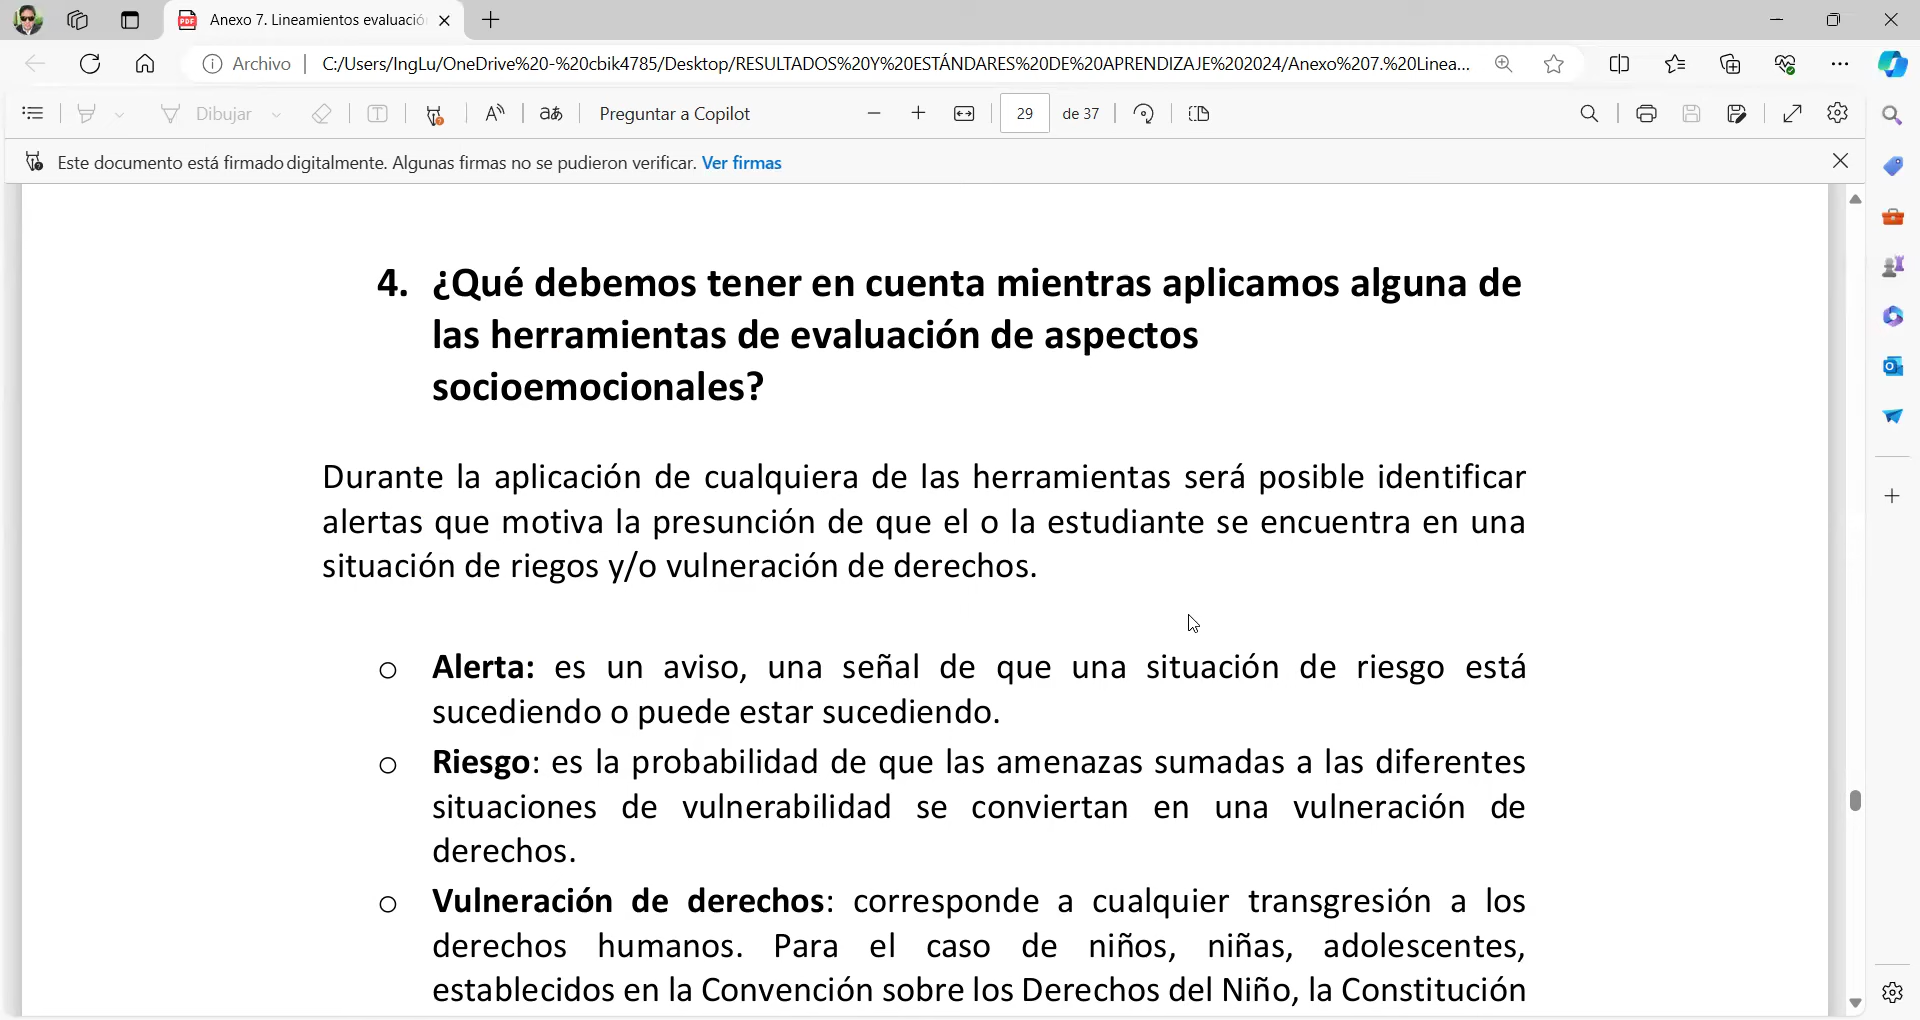 Anexo 7. Lineamientos evaluació
Archivo
C:/Users/IngLu/OneDrive%20-%20cbik4785/Desktop/RESULTADOS%20Y%20ESTÁNDARES%20DE%20APRENDIZAJE%202024/Anexo%207.%20Linea...
Dibujar
Preguntar a Copilot
29 de 37
Este documento está firmado digitalmente. Algunas firmas no se pudieron verificar. Ver firmas
4. ¿Qué debemos tener en cuenta mientras aplicamos alguna de
las herramientas de evaluación de aspectos
socioemocionales?
Durante la aplicación de cualquiera de las herramientas será posible identificar
alertas que motiva la presunción de que el o la estudiante se encuentra en una
situación de riegos y/o vulneración de derechos.
o Alerta: es un aviso, una señal de que una situación de riesgo está
sucediendo o puede estar sucediendo.
o Riesgo: es la probabilidad de que las amenazas sumadas a las diferentes
situaciones de vulnerabilidad se conviertan en una vulneración de
derechos.
o Vulneración de derechos: corresponde a cualquier transgresión a los
derechos humanos. Para el caso de niños, niñas, adolescentes,
establecidos en la Convención sobre los Derechos del Niño, la Constitución